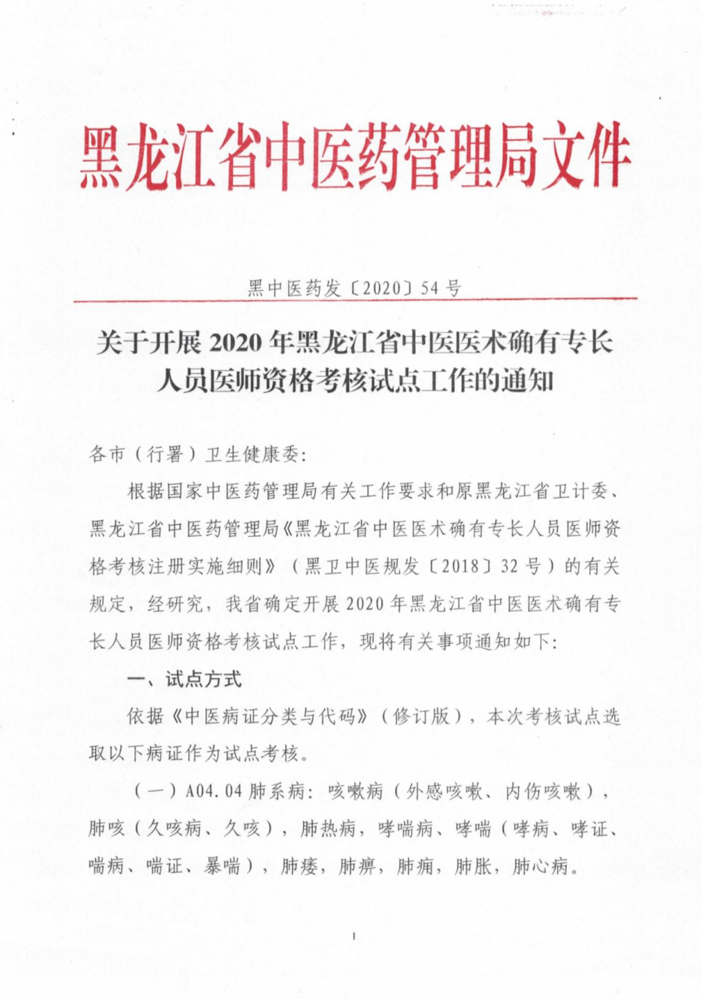 黑龙江省中医药管理局文件
黑中医药发〔2020〕54号
关于开展2020年黑龙江省中医医术确有专长
人员医师资格考核试点工作的通知
各市（行署）卫生健康委：
根据国家中医药管理局有关工作要求和原黑龙江省卫计委、
黑龙江省中医药管理局《黑龙江省中医医术确有专长人员医师资
格考核注册实施细则》（黑卫中医规发〔2018〕32号）的有关
规定，经研究，我省确定开展2020年黑龙江省中医医术确有专
长人员医师资格考核试点工作，现将有关事项通知如下：
一、试点方式
依据《中医病证分类与代码》（修订版），本次考核试点选
取以下病证作为试点考核。
（一）A04.04肺系病：咳嗽病（外感咳嗽、内伤咳嗽），
肺咳（久咳病、久咳），肺热病，哮喘病、哮喘（哮病、哮证、
喘病、喘证、暴喘），肺痿，肺痹，肺痈，肺胀，肺心病。
1